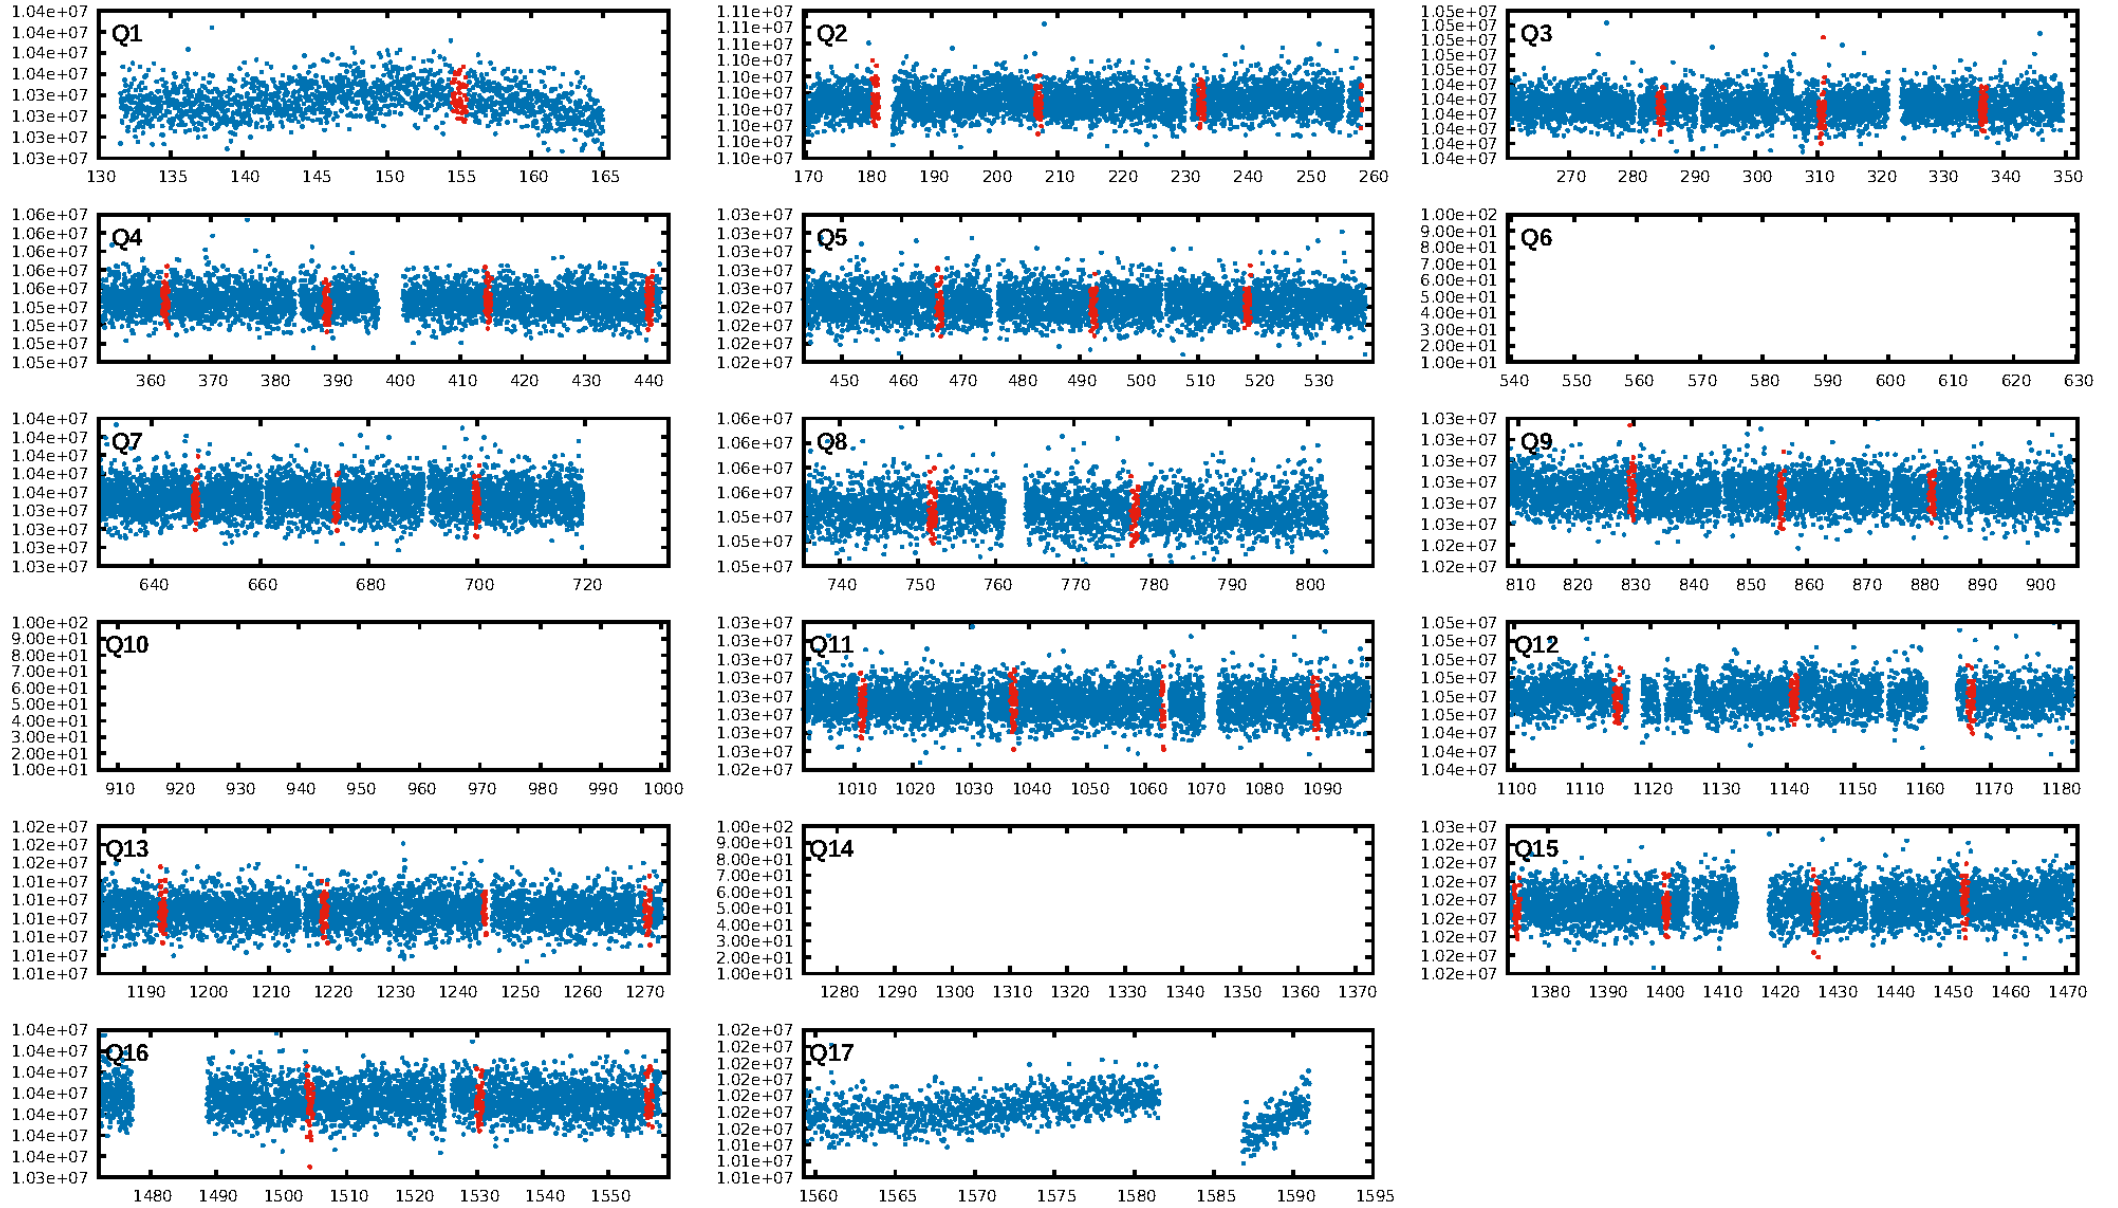 1.04e+07 1.04e+07 1.04e+07 1.04e+07 1.03e+07 1.03e+07 1.03e+07 1.03e+07
Q1
130 135 140 145 150 155 160 165
1.11e+07 1.11e+07 1.11e+07 1.10e+07 1.10e+07 1.10e+07 1.10e+07 1.10e+07 1.10e+07 1.10e+07
Q2
170 180 190 200 210 220 230 240 250 260
1.05e+07 1.05e+07 1.05e+07 1.05e+07 1.05e+07 1.04e+07 1.04e+07 1.04e+07 1.04e+07 1.04e+07 1.04e+07
Q3
270 280 290 300 310 320 330 340 350
1.06e+07 1.06e+07 1.06e+07 1.06e+07 1.06e+07 1.05e+07 1.05e+07 1.05e+07 1.05e+07
Q4
360 370 380 390 400 410 420 430 440
1.03e+07 1.03e+07 1.03e+07 1.03e+07 1.03e+07 1.02e+07 1.02e+07 1.02e+07 1.02e+07
Q5
450 460 470 480 490 500 510 520 530
1.00e+02 9.00e+01 8.00e+01 7.00e+01 6.00e+01 5.00e+01 4.00e+01 3.00e+01 2.00e+01 1.00e+01
Q6
540 550 560 570 580 590 600 610 620 630
1.04e+07 1.04e+07 1.04e+07 1.04e+07 1.04e+07 1.03e+07 1.03e+07 1.03e+07 1.03e+07
Q7
640 660 680 700 720
1.06e+07 1.06e+07 1.06e+07 1.06e+07 1.05e+07 1.05e+07 1.05e+07
Q8
740 750 760 770 780 790 800
1.03e+07 1.03e+07 1.03e+07 1.03e+07 1.03e+07 1.03e+07 1.02e+07 1.02e+07
Q9
810 820 830 840 850 860 870 880 890 900
1.00e+02 9.00e+01 8.00e+01 7.00e+01 6.00e+01 5.00e+01 4.00e+01 3.00e+01 2.00e+01 1.00e+01
Q10
910 920 930 940 950 960 970 980 990 1000
1.03e+07 1.03e+07 1.03e+07 1.03e+07 1.03e+07 1.03e+07 1.03e+07 1.02e+07
Q11
1010 1020 1030 1040 1050 1060 1070 1080 1090
1.05e+07 1.05e+07 1.05e+07 1.05e+07 1.05e+07 1.05e+07 1.04e+07 1.04e+07 1.04e+07
Q12
1100 1110 1120 1130 1140 1150 1160 1170 1180
1.02e+07 1.02e+07 1.02e+07 1.01e+07 1.01e+07 1.01e+07 1.01e+07 1.01e+07 1.01e+07
Q13
1190 1200 1210 1220 1230 1240 1250 1260 1270
1.00e+02 9.00e+01 8.00e+01 7.00e+01 6.00e+01 5.00e+01 4.00e+01 3.00e+01 2.00e+01 1.00e+01
Q14
1280 1290 1300 1310 1320 1330 1340 1350 1360 1370
1.03e+07 1.02e+07 1.02e+07 1.02e+07 1.02e+07 1.02e+07 1.02e+07 1.02e+07 1.02e+07
Q15
1380 1390 1400 1410 1420 1430 1440 1450 1460 1470
1.04e+07 1.04e+07 1.04e+07 1.04e+07 1.04e+07 1.04e+07 1.04e+07 1.03e+07
Q16
1480 1490 1500 1510 1520 1530 1540 1550
1.02e+07 1.02e+07 1.02e+07 1.02e+07 1.02e+07 1.02e+07 1.02e+07 1.01e+07 1.01e+07 1.01e+07
Q17
1560 1565 1570 1575 1580 1585 1590 1595